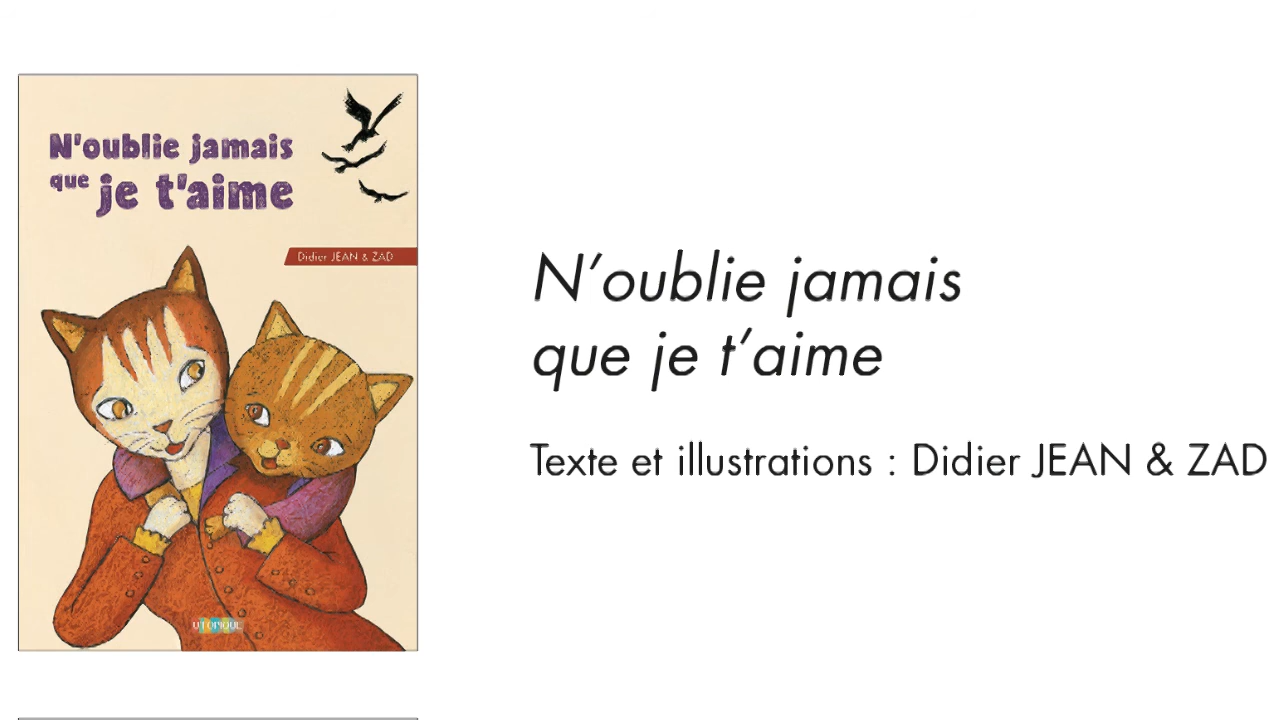 N'oublie jamais
que je t'aime
Didier JEAN & ZAD
UTOPIQUE
N’oublie jamais
que je t’aime
Texte et illustrations : Didier JEAN & ZAD